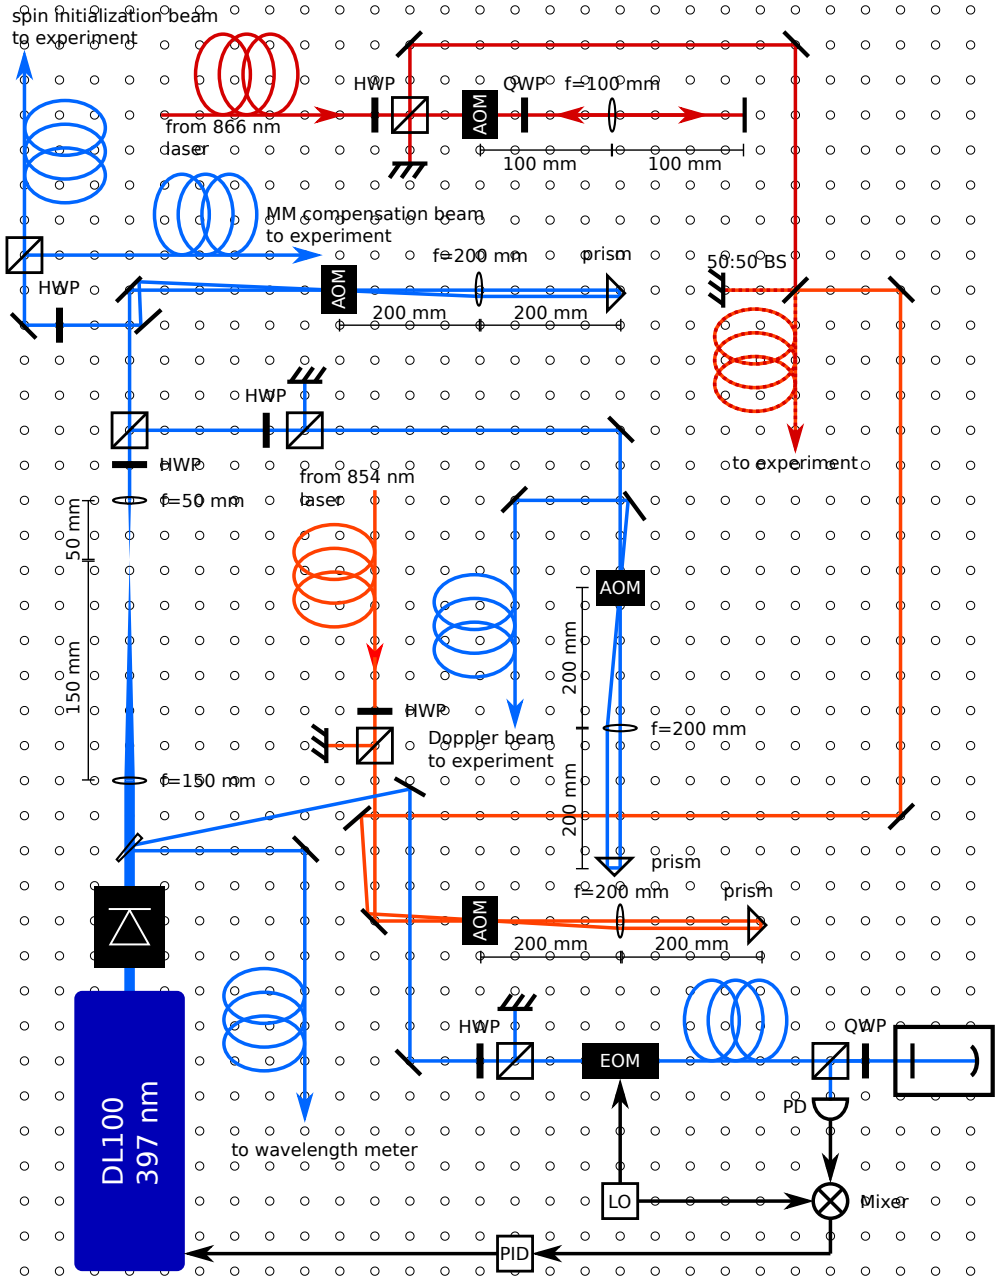 spin initialization beam
to experiment
HWP
QWP
f=100 mm
AOM
from 866 nm
laser
100 mm
100 mm
MM compensation beam
to experiment
f=200 mm
prism
50:50 BS
HWP
AOM
200 mm
200 mm
HWP
HWP
to experiment
from 854 nm
laser
f=50 mm
50 mm
AOM
150 mm
200 mm
HWP
f=200 mm
Doppler beam
to experiment
f=150 mm
200 mm
prism
f=200 mm
prism
AOM
200 mm
200 mm
HWP
QWP
EOM
DL100
397 nm
PD
to wavelength meter
LO
Mixer
PID